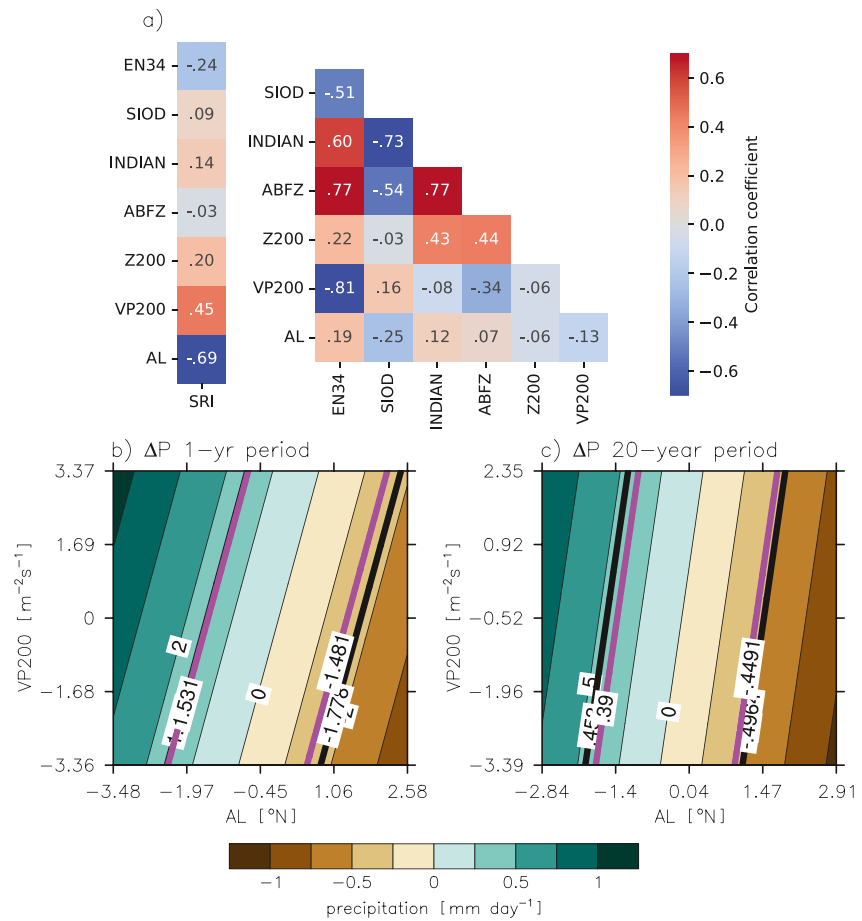 a)
EN34 -.24
SIOD .09
INDIAN .14
ABFZ -.03
Z200 .20
VP200 .45
AL -.69
SRI
SIOD -.51
INDIAN .60 -.73
ABFZ .77 -.54 .77
Z200 .22 -.03 .43 .44
VP200 -.81 .16 -.08 -.34 -.06
AL .19 -.25 .12 .07 -.06 -.13
EN34 SIOD INDIAN ABFZ Z200 VP200
0.6
0.4
0.2
0.0
−0.2
−0.4
−0.6
Correlation coefficient
b) ΔP 1-yr period
3.37
1.69
0
−1.68
−3.36
VP200 [m⁻²s⁻¹]
2
1.531
0
-1.481
-1.778
−3.48 −1.97 −0.45 1.06 2.58
AL [°N]
c) ΔP 20-year period
2.35
0.92
−0.52
−1.96
−3.39
VP200 [m⁻²s⁻¹]
5
.39
0
-.4491
−2.84 −1.4 0.04 1.47 2.91
AL [°N]
−1 −0.5 0 0.5 1
precipitation [mm day⁻¹]